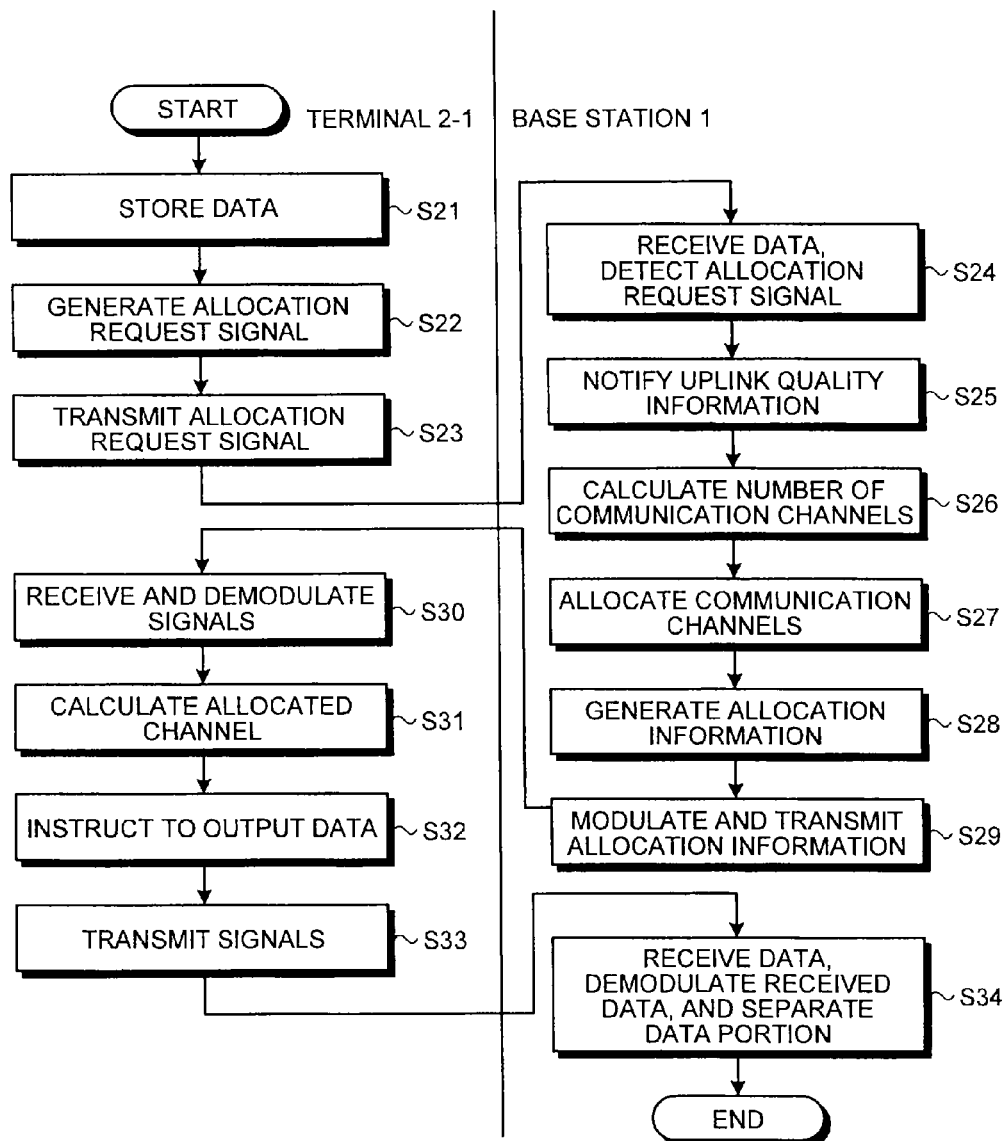 START
TERMINAL 2-1
BASE STATION 1
STORE DATA
S21
GENERATE ALLOCATION
REQUEST SIGNAL
S22
TRANSMIT ALLOCATION
REQUEST SIGNAL
S23
RECEIVE DATA,
DETECT ALLOCATION
REQUEST SIGNAL
S24
NOTIFY UPLINK QUALITY
INFORMATION
S25
CALCULATE NUMBER OF
COMMUNICATION CHANNELS
S26
ALLOCATE COMMUNICATION
CHANNELS
S27
GENERATE ALLOCATION
INFORMATION
S28
MODULATE AND TRANSMIT
ALLOCATION INFORMATION
S29
RECEIVE AND DEMODULATE
SIGNALS
S30
CALCULATE ALLOCATED
CHANNEL
S31
INSTRUCT TO OUTPUT DATA
S32
TRANSMIT SIGNALS
S33
RECEIVE DATA,
DEMODULATE RECEIVED
DATA, AND SEPARATE
DATA PORTION
S34
END